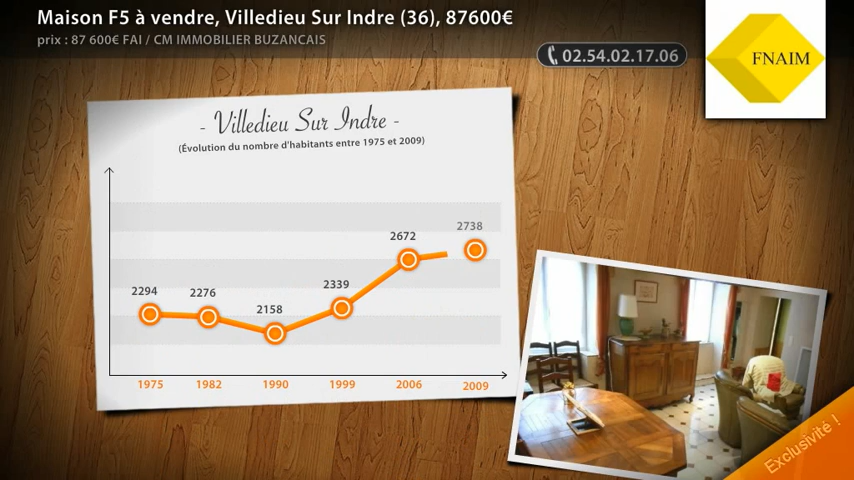 Maison F5 à vendre, Villedieu Sur Indre (36), 87600€
prix : 87 600€ FAI / CM IMMOBILIER BUZANCAIS
02.54.02.17.06
FNAIM
- Villedieu Sur Indre -
(Évolution du nombre d'habitants entre 1975 et 2009)
2294
2276
2158
2339
2672
2738
1975
1982
1990
1999
2006
2009
Exclusivité !